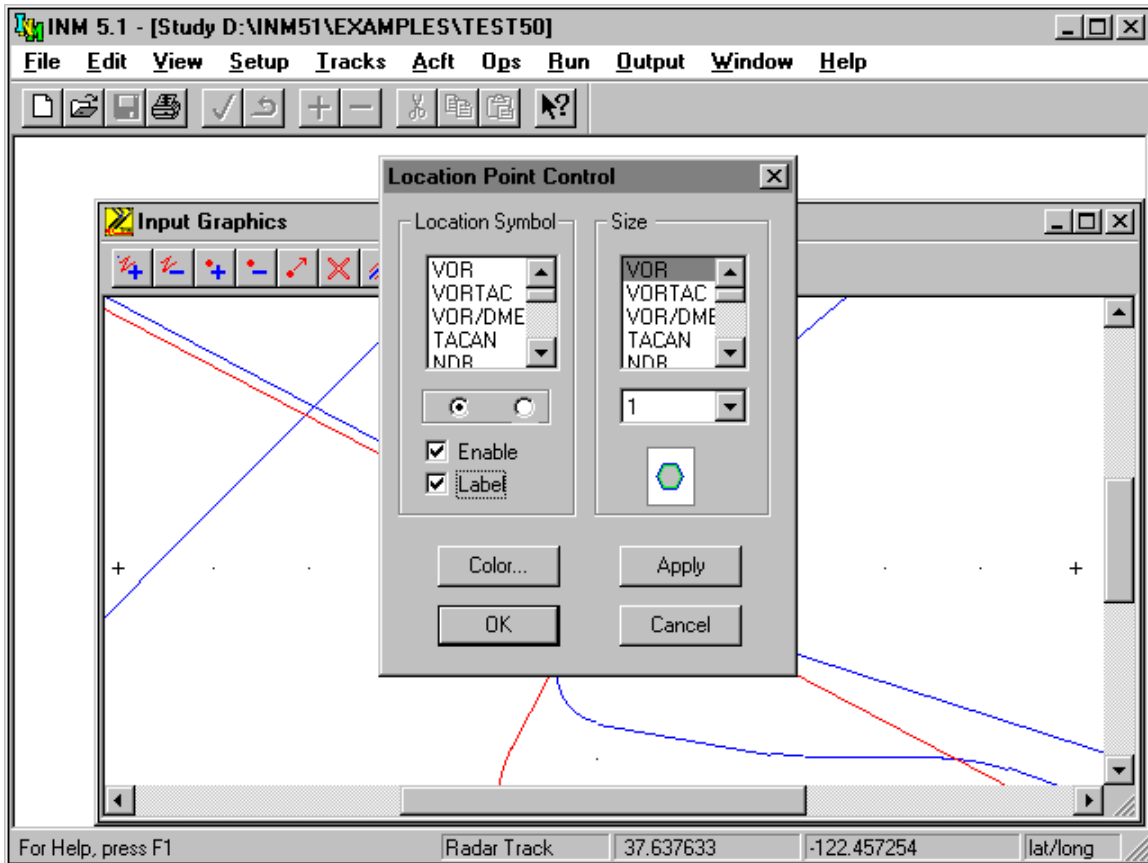 INM 5.1 - [Study D:\INM51\EXAMPLES\TEST50]
File Edit View Setup Tracks Acft Ops Run Output Window Help
Location Point Control
Input Graphics
Location Symbol
Size
VOR
VORTAC
VOR/DME
TACAN
NDB
VOR
VORTAC
VOR/DME
TACAN
NDB
1
Enable
Label
Color...
Apply
OK
Cancel
For Help, press F1
Radar Track
37.637633
-122.457254
lat/long